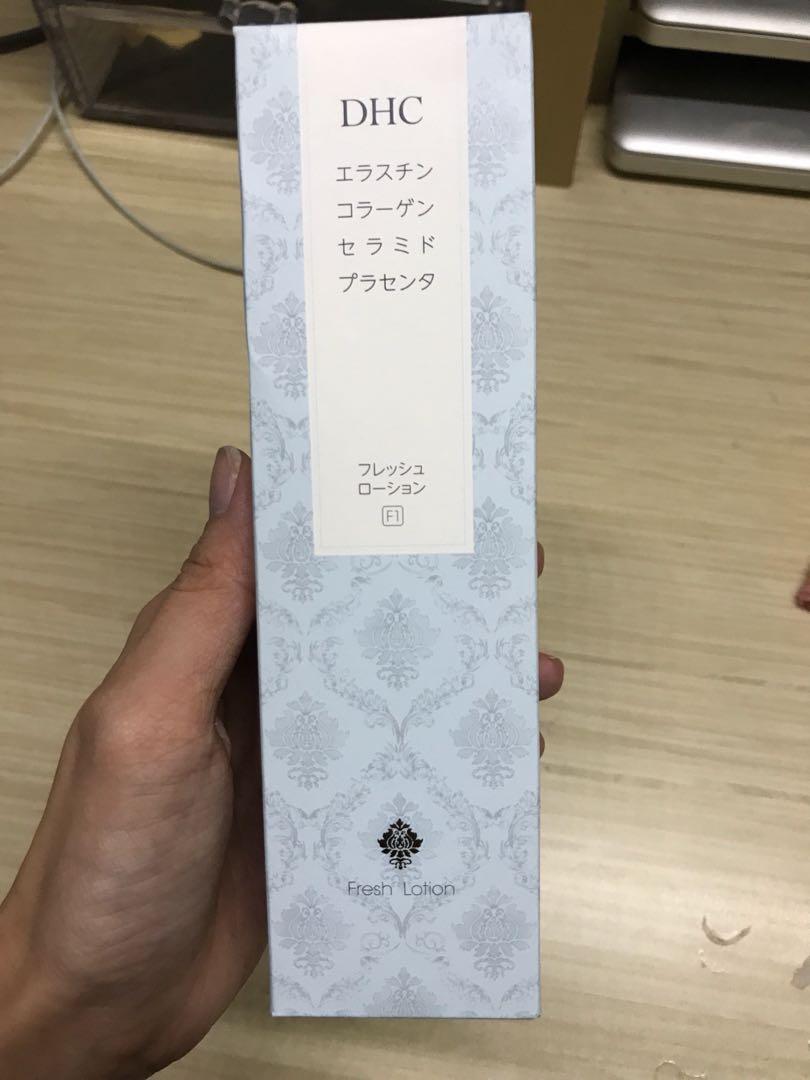 DHC
エラスチン
コラーゲン
セラミド
プラセンタ
フレッシュ
ローション
F1
Fresh Lotion